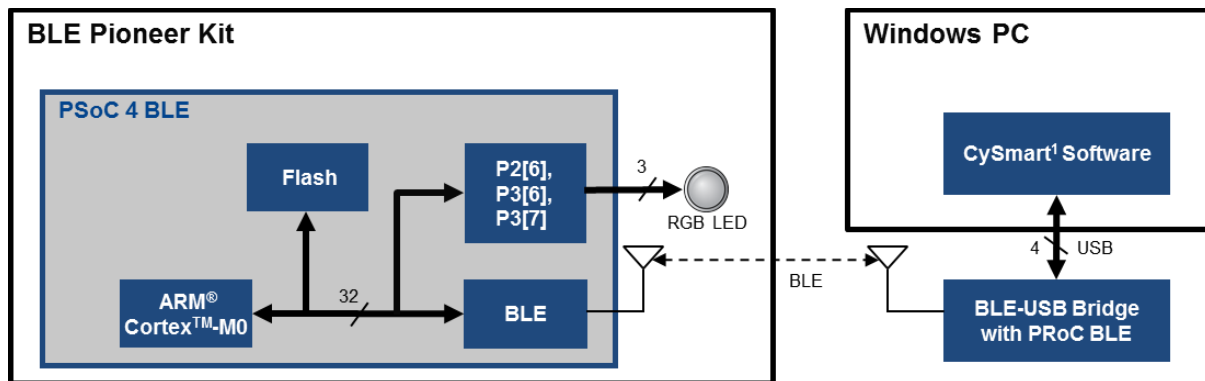 BLE Pioneer Kit
PSoC 4 BLE
Flash
P2[6],
P3[6],
P3[7]
3
RGB LED
ARM®
Cortex™-M0
32
BLE
BLE
Windows PC
CySmart¹ Software
4
USB
BLE-USB Bridge
with PRoC BLE